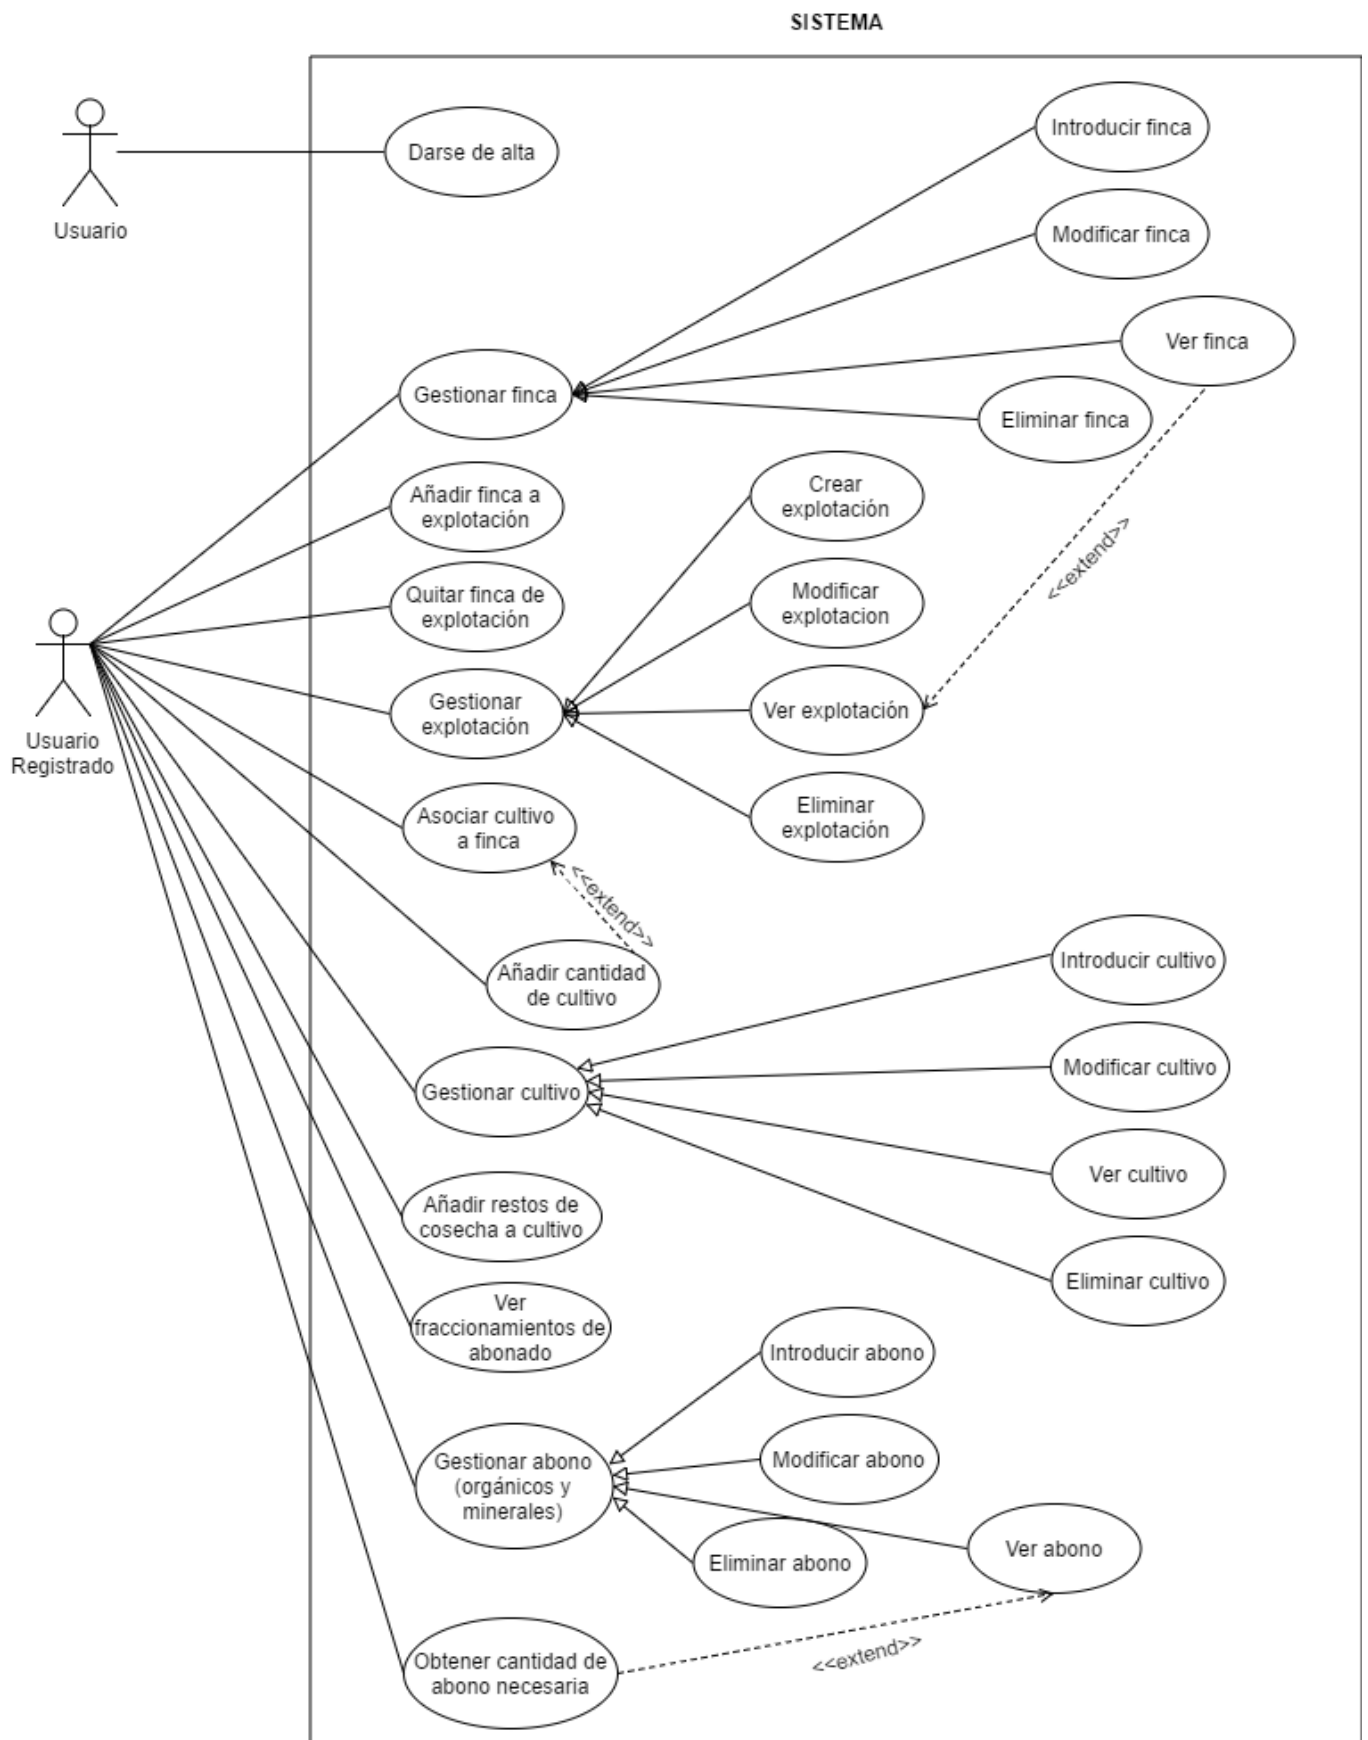 SISTEMA
Introducir finca
Darse de alta
Usuario
Modificar finca
Ver finca
Gestionar finca
Eliminar finca
Crear
explotación
Añadir finca a
explotación
<<extend>>
Quitar finca de
explotación
Modificar
explotacion
Gestionar
explotación
Ver explotación
Usuario
Registrado
Asociar cultivo
a finca
Eliminar
explotación
<<extend>>
Añadir cantidad
de cultivo
Introducir cultivo
Gestionar cultivo
Modificar cultivo
Ver cultivo
Añadir restos de
cosecha a cultivo
Eliminar cultivo
Ver
fraccionamientos de
abonado
Introducir abono
Gestionar abono
(orgánicos y
minerales)
Modificar abono
Eliminar abono
Ver abono
<<extend>>
Obtener cantidad de
abono necesaria